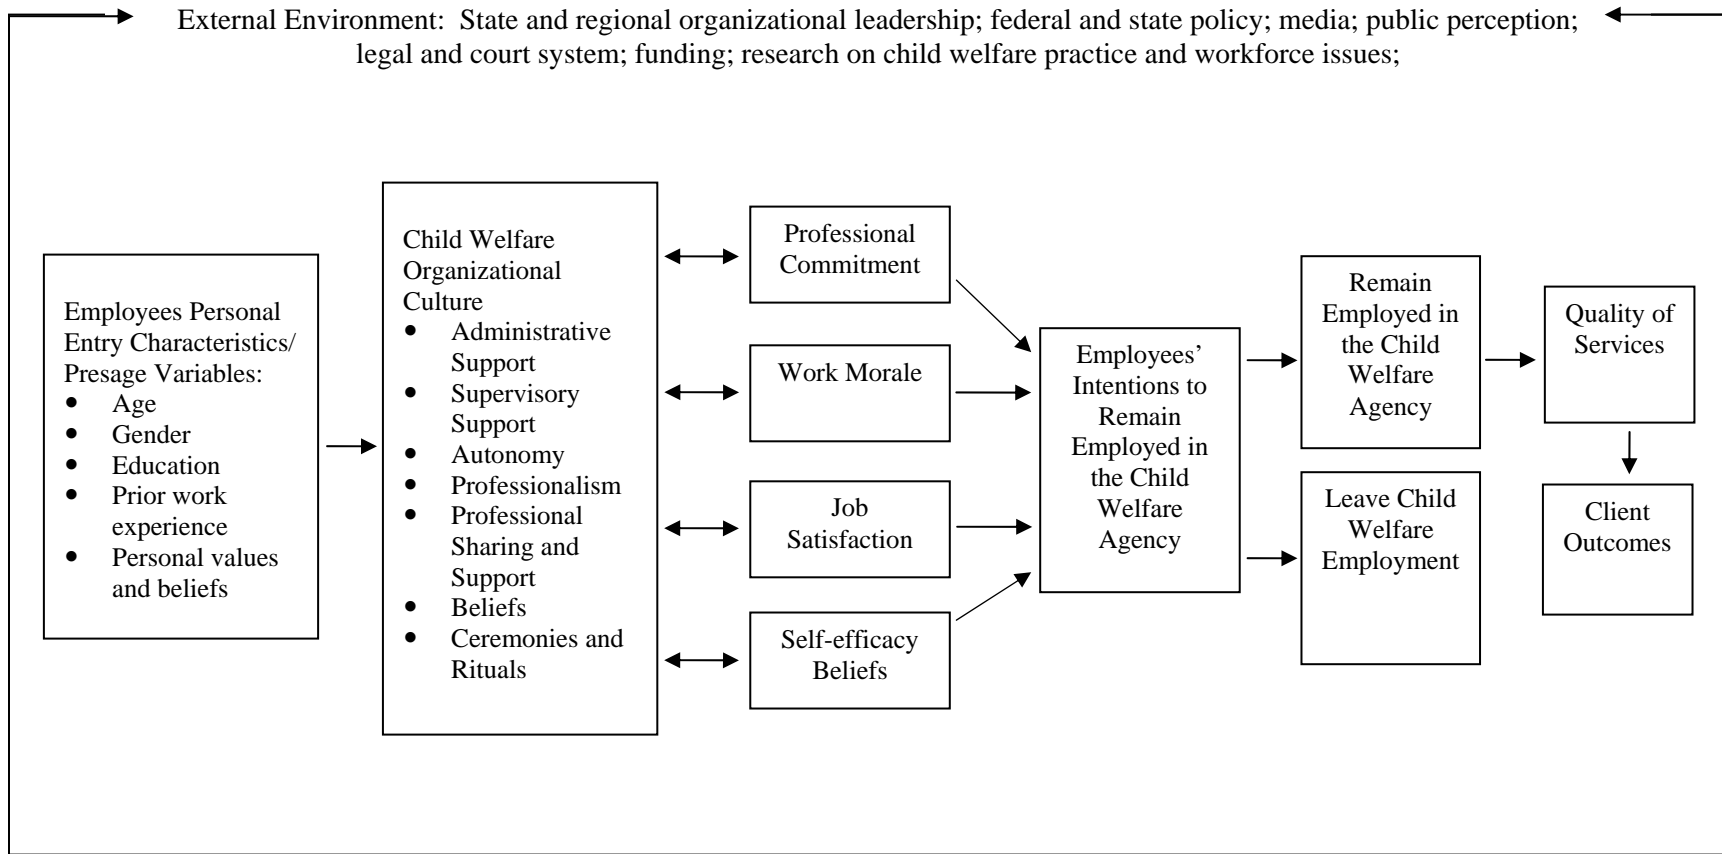 External Environment:  State and regional organizational leadership; federal and state policy; media; public perception;
legal and court system; funding; research on child welfare practice and workforce issues;
Employees Personal
Entry Characteristics/
Presage Variables:
• Age
• Gender
• Education
• Prior work
experience
• Personal values
and beliefs
Child Welfare
Organizational
Culture
• Administrative
Support
• Supervisory
Support
• Autonomy
• Professionalism
• Professional
Sharing and
Support
• Beliefs
• Ceremonies and
Rituals
Professional
Commitment
Work Morale
Job
Satisfaction
Self-efficacy
Beliefs
Employees’
Intentions to
Remain
Employed in
the Child
Welfare
Agency
Remain
Employed in
the Child
Welfare
Agency
Leave Child
Welfare
Employment
Quality of
Services
Client
Outcomes